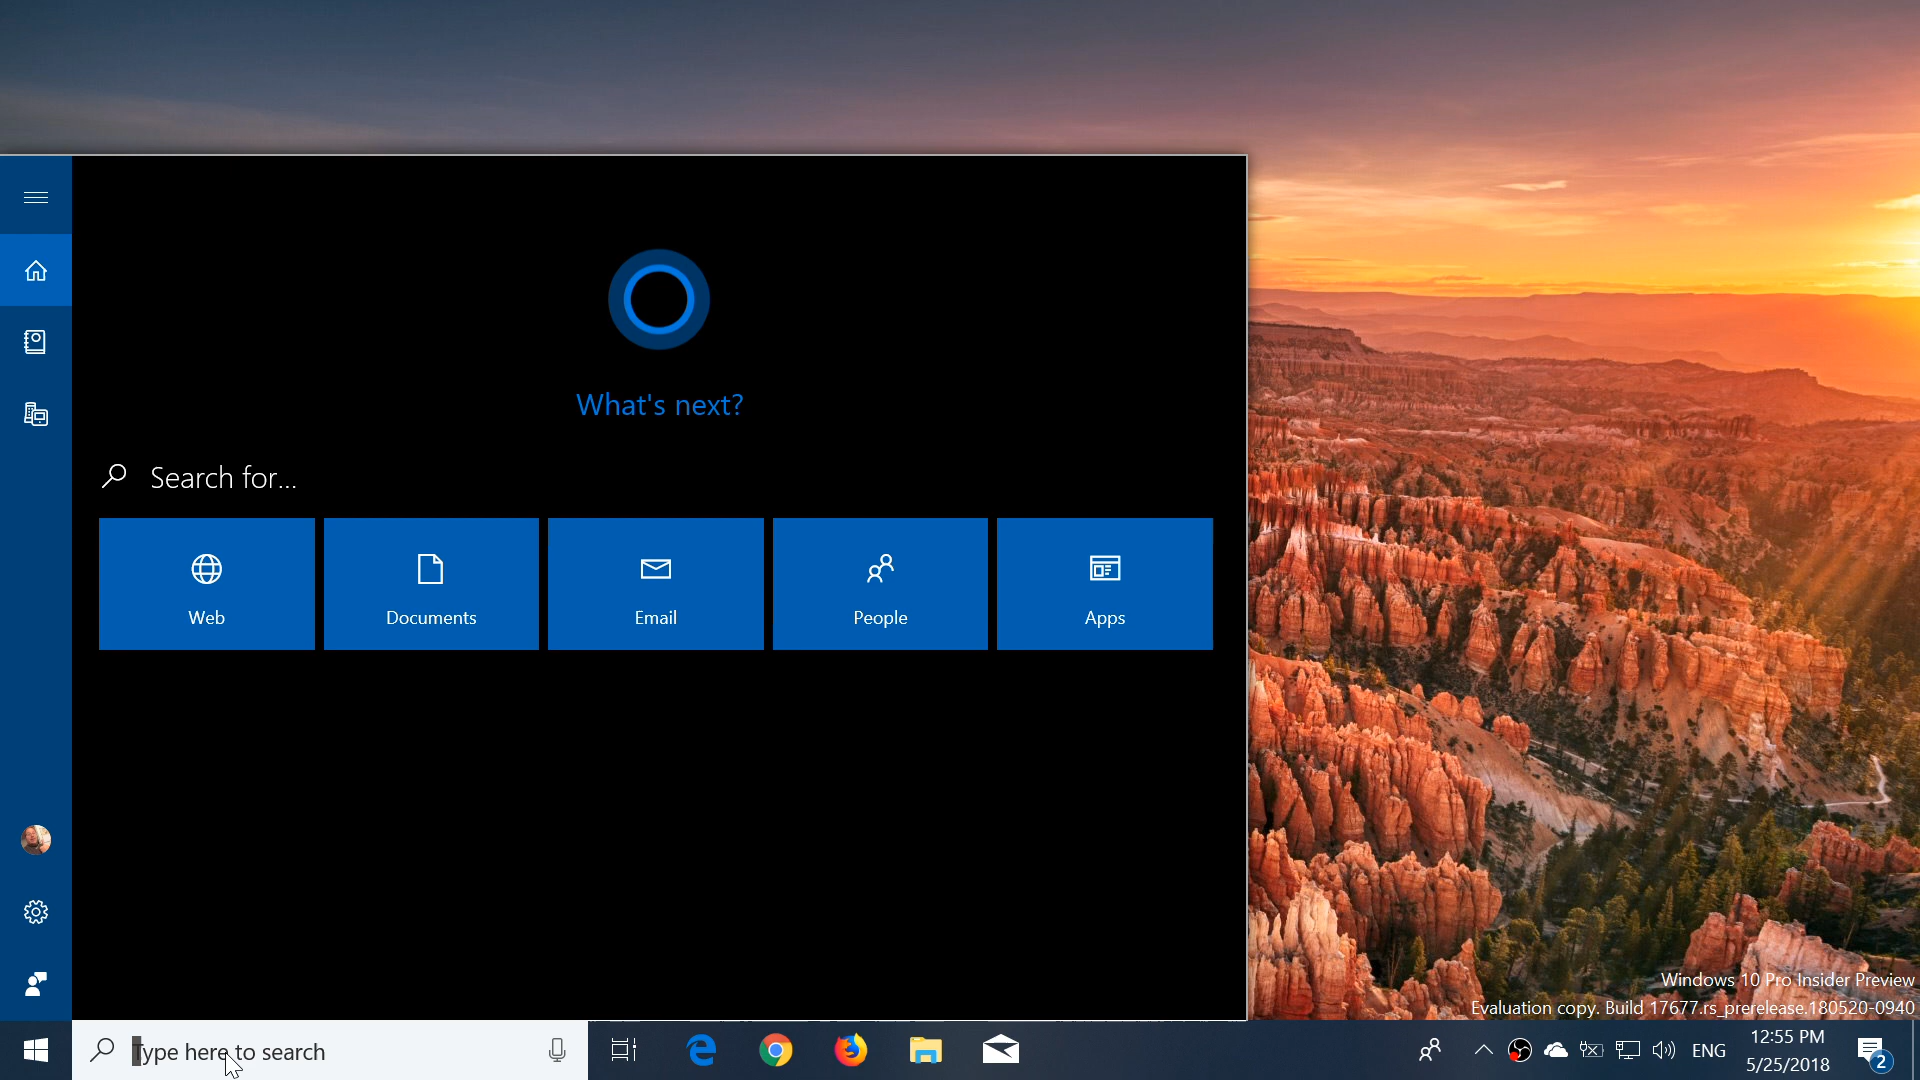 What's next?
Search for...
Web
Documents
Email
People
Apps
Windows 10 Pro Insider Preview
Evaluation copy. Build 17677.rs_prerelease.180520-0940
Type here to search
ENG
12:55 PM
5/25/2018
2